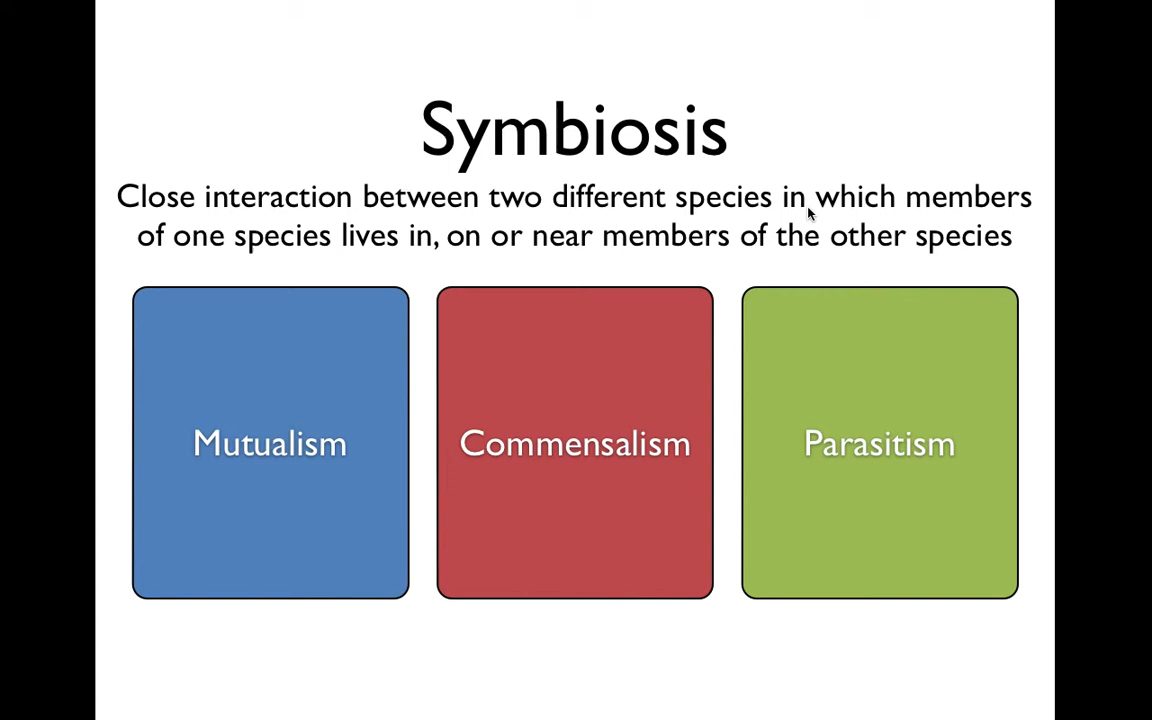 Symbiosis
Close interaction between two different species in which members
of one species lives in, on or near members of the other species
Mutualism
Commensalism
Parasitism